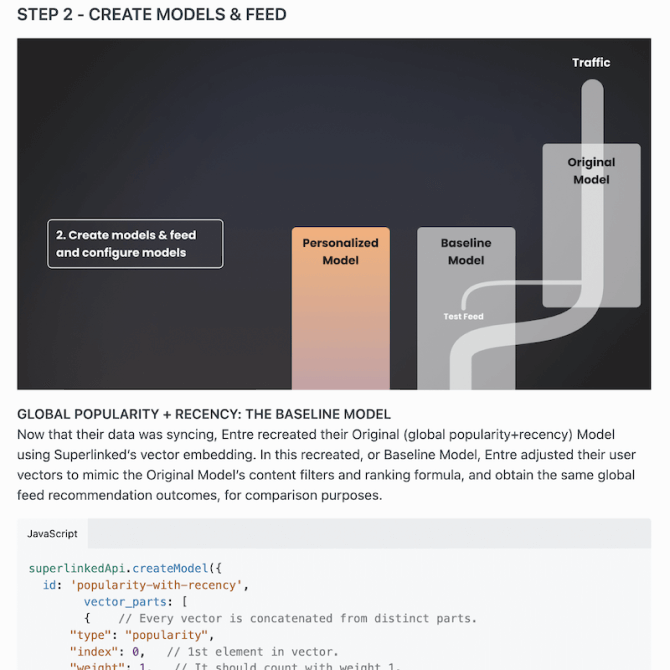 STEP 2 - CREATE MODELS & FEED
Traffic
Original
Model
2. Create models & feed
and configure models
Personalized
Model
Baseline
Model
Test Feed
GLOBAL POPULARITY + RECENCY: THE BASELINE MODEL
Now that their data was syncing, Entre recreated their Original (global popularity+recency) Model
using Superlinked's vector embedding. In this recreated, or Baseline Model, Entre adjusted their user
vectors to mimic the Original Model's content filters and ranking formula, and obtain the same global
feed recommendation outcomes, for comparison purposes.
JavaScript
superlinkedApi.createModel({
id: 'popularity-with-recency',
vector_parts: [
{ // Every vector is concatenated from distinct parts.
"type": "popularity",
"index": 0, // 1st element in vector.
"weight": 1, // It should count with weight 1.